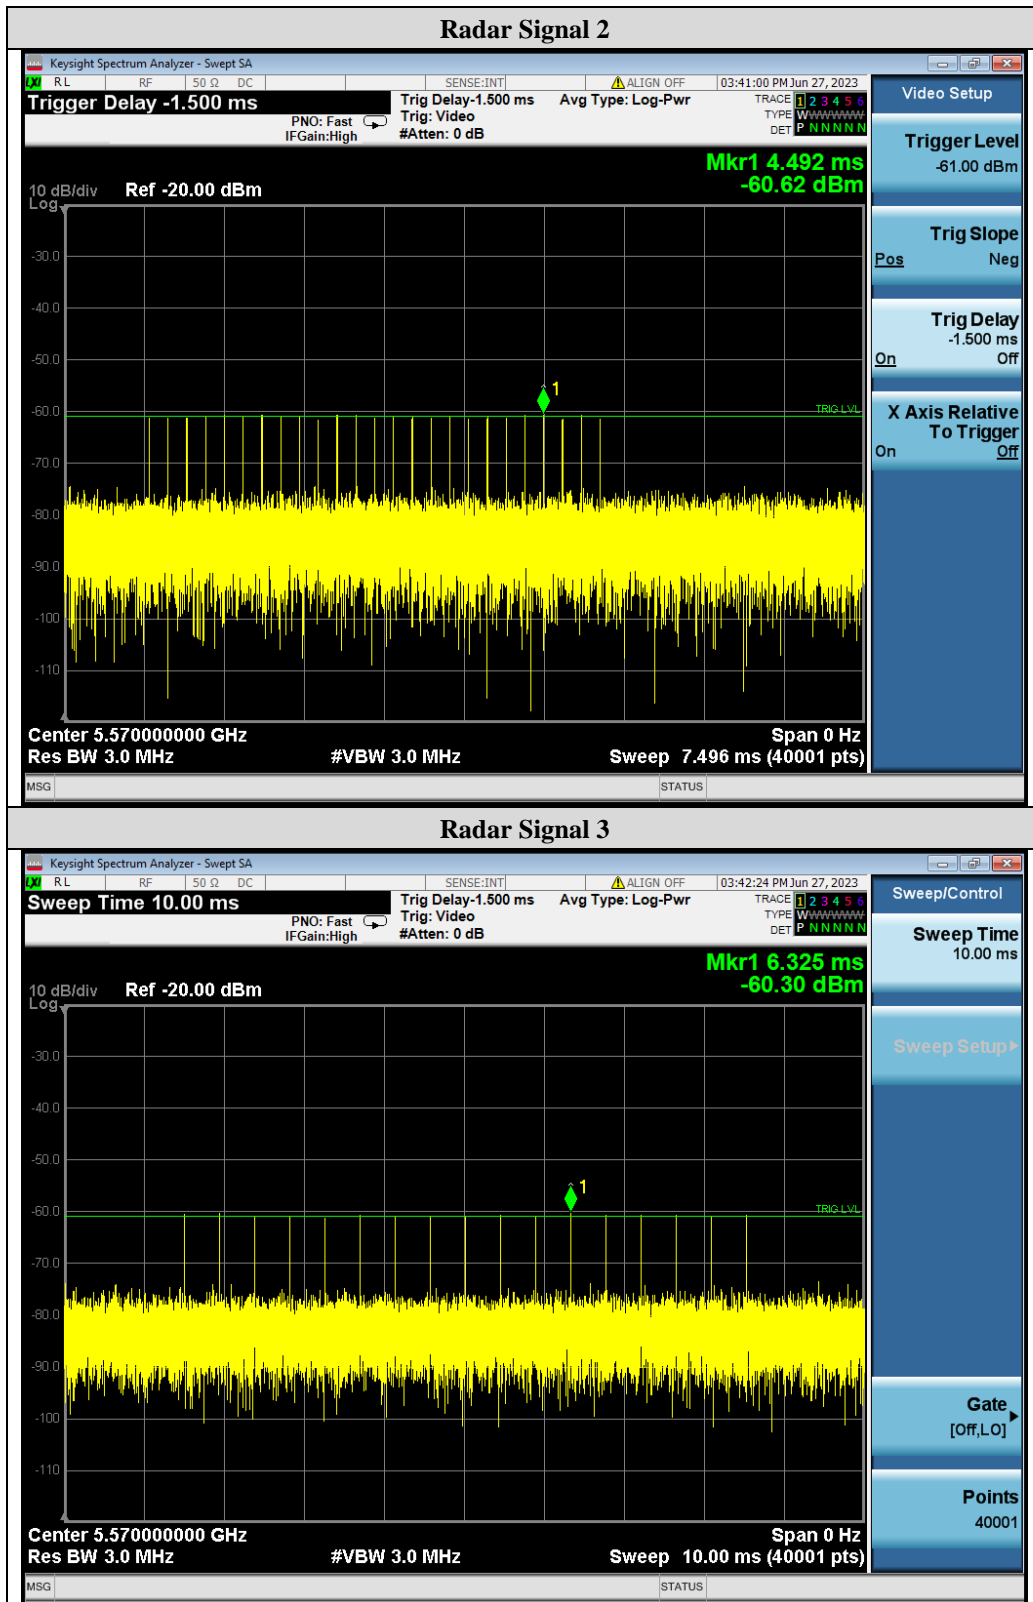 Radar Signal 2
Keysight Spectrum Analyzer - Swept SA
LXI RL RF 50 Ω DC SENSE:INT ALIGN OFF 03:41:00 PM Jun 27, 2023
Trigger Delay -1.500 ms
PNO: Fast
IFGain:High
Trig Delay-1.500 ms
Trig: Video
#Atten: 0 dB
Avg Type: Log-Pwr
TRACE 1 2 3 4 5 6
TYPE WWWWWW
DET P N N N N N
Mkr1 4.492 ms
-60.62 dBm
10 dB/div Ref -20.00 dBm
Log
-30.0
-40.0
-50.0
1
-60.0
TRIG LVL
-70.0
-80.0
-90.0
-100
-110
Center 5.570000000 GHz Span 0 Hz
Res BW 3.0 MHz #VBW 3.0 MHz Sweep 7.496 ms (40001 pts)
MSG STATUS
Video Setup
Trigger Level
-61.00 dBm
Trig Slope
Pos Neg
Trig Delay
-1.500 ms
On Off
X Axis Relative
To Trigger
On Off
Radar Signal 3
Keysight Spectrum Analyzer - Swept SA
LXI RL RF 50 Ω DC SENSE:INT ALIGN OFF 03:42:24 PM Jun 27, 2023
Sweep Time 10.00 ms
PNO: Fast
IFGain:High
Trig Delay-1.500 ms
Trig: Video
#Atten: 0 dB
Avg Type: Log-Pwr
TRACE 1 2 3 4 5 6
TYPE WWWWWW
DET P N N N N N
Mkr1 6.325 ms
-60.30 dBm
10 dB/div Ref -20.00 dBm
Log
-30.0
-40.0
-50.0
1
-60.0
TRIG LVL
-70.0
-80.0
-90.0
-100
-110
Center 5.570000000 GHz Span 0 Hz
Res BW 3.0 MHz #VBW 3.0 MHz Sweep 10.00 ms (40001 pts)
MSG STATUS
Sweep/Control
Sweep Time
10.00 ms
Sweep Setup
Gate
[Off,LO]
Points
40001